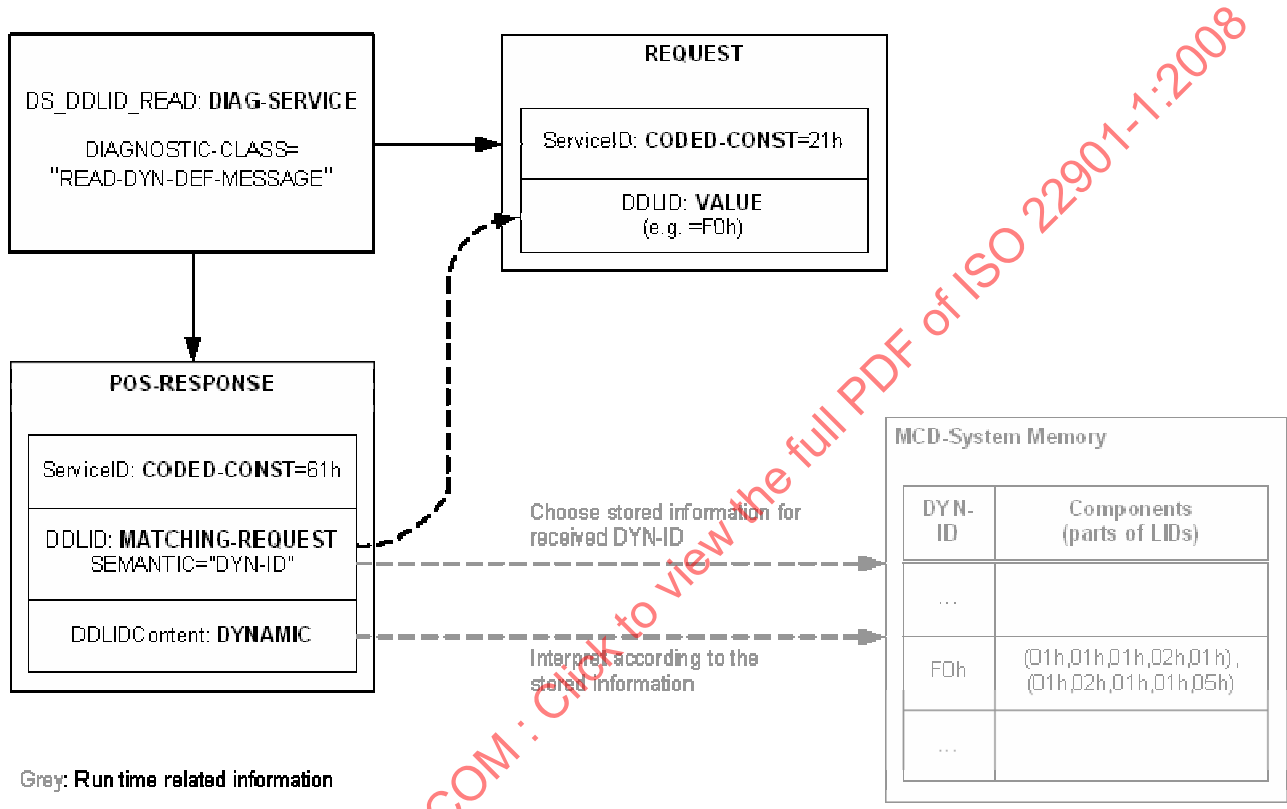 DS_DDLID_READ: DIAG-SERVICE
DIAGNOSTIC-CLASS=
"READ-DYN-DEF-MESSAGE"
REQUEST
ServiceID: CODED-CONST=21h
DDLID: VALUE
(e.g. =F0h)
POS-RESPONSE
ServiceID: CODED-CONST=61h
DDLID: MATCHING-REQUEST
SEMANTIC="DYN-ID"
DDLIDContent: DYNAMIC
Choose stored information for
received DYN-ID
Interpret according to the
stored information
MCD-System Memory
DYN-
ID
Components
(parts of LIDs)
...
F0h
(01h,01h,01h,02h,01h),
(01h,02h,01h,01h,05h)
...
Grey: Run time related information
COM : Click to view the full PDF of ISO 22901-1:2008